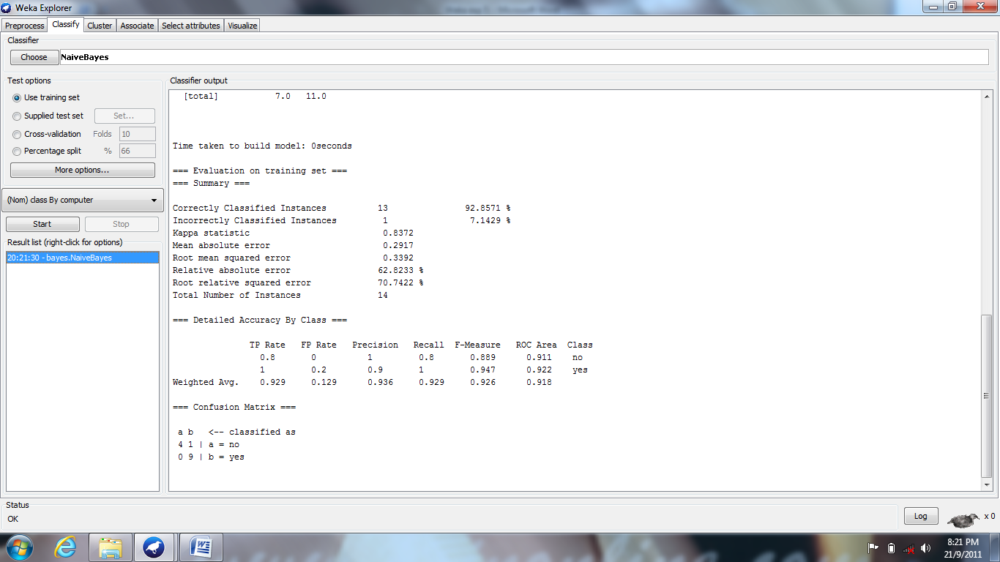 Weka Explorer
Preprocess Classify Cluster Associate Select attributes Visualize
Classifier
Choose NaiveBayes
Test options
Use training set
Supplied test set Set...
Cross-validation Folds 10
Percentage split % 66
More options...
(Nom) class By computer
Start Stop
Result list (right-click for options)
20:21:30 - bayes.NaiveBayes
Classifier output
[total] 7.0 11.0
Time taken to build model: 0seconds
=== Evaluation on training set ===
=== Summary ===
Correctly Classified Instances 13 92.8571 %
Incorrectly Classified Instances 1 7.1429 %
Kappa statistic 0.8372
Mean absolute error 0.2917
Root mean squared error 0.3392
Relative absolute error 62.8233 %
Root relative squared error 70.7422 %
Total Number of Instances 14
=== Detailed Accuracy By Class ===
TP Rate FP Rate Precision Recall F-Measure ROC Area Class
0.8 0 1 0.8 0.889 0.911 no
1 0.2 0.9 1 0.947 0.922 yes
Weighted Avg. 0.929 0.129 0.936 0.929 0.926 0.918
=== Confusion Matrix ===
a b <-- classified as
4 1 | a = no
0 9 | b = yes
Status
OK
Log x 0
8:21 PM
21/9/2011